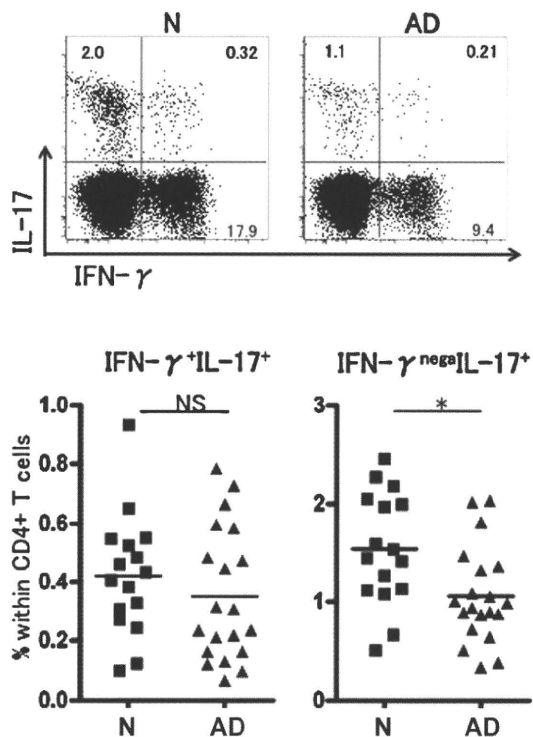 N
AD
2.0
0.32
1.1
0.21
17.9
9.4
IL-17
IFN-γ
IFN-γ⁺IL-17⁺
IFN-γⁿᵉᵍᵃIL-17⁺
NS
*
% within CD4+ T cells
1.0
0.8
0.6
0.4
0.2
0.0
3
2
1
0
N
AD
N
AD